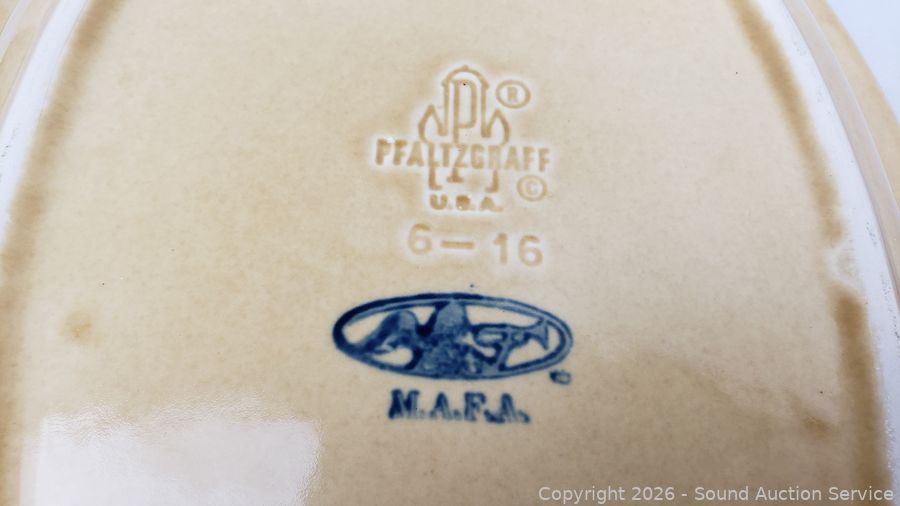 P ®
PFALTZGRAFF
©
U.S.A.
6-16
M.A.F.A.
Copyright 2026 - Sound Auction Service